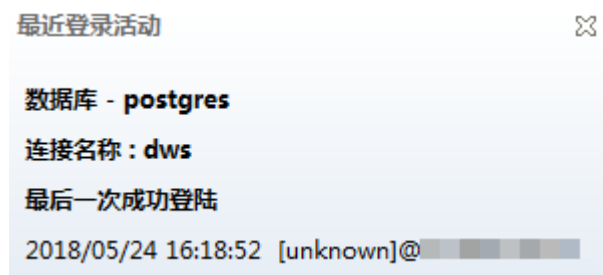 最近登录活动
数据库 - postgres
连接名称 : dws
最后一次成功登陆
2018/05/24 16:18:52 [unknown]@